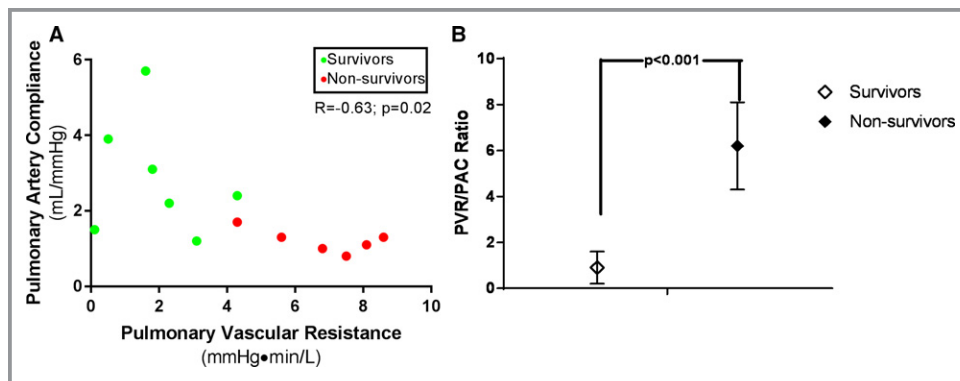 A
Pulmonary Artery Compliance
(mL/mmHg)
6
4
2
0
0 2 4 6 8 10
Pulmonary Vascular Resistance
(mmHg●min/L)
Survivors
Non-survivors
R=-0.63; p=0.02
B
PVR/PAC Ratio
10
8
6
4
2
0
p<0.001
Survivors
Non-survivors